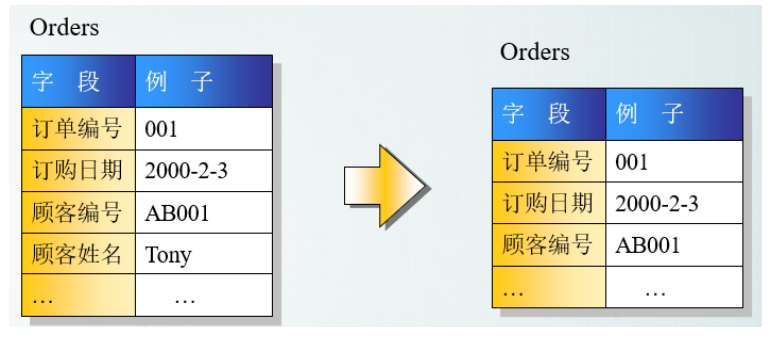 Orders
字 段 例 子
订单编号 001
订购日期 2000-2-3
顾客编号 AB001
顾客姓名 Tony
… …
Orders
字 段 例 子
订单编号 001
订购日期 2000-2-3
顾客编号 AB001
… …